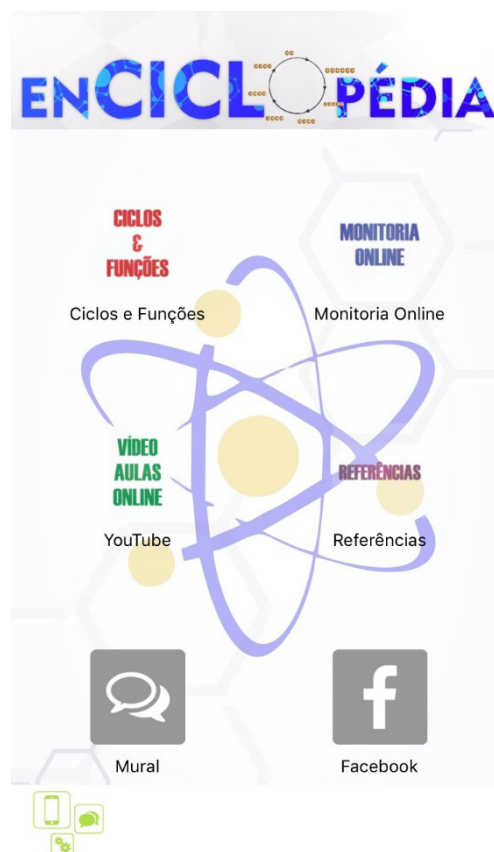 ENCICLOPÉDIA
CICLOS
&
FUNÇÕES
Ciclos e Funções
MONITORIA
ONLINE
Monitoria Online
VÍDEO
AULAS
ONLINE
YouTube
REFERÊNCIAS
Referências
Mural
f
Facebook